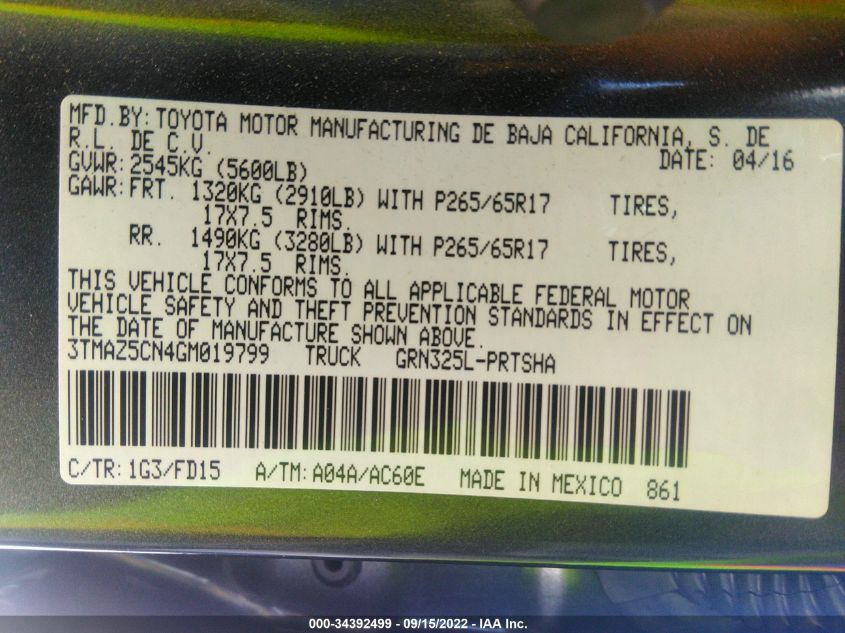 MFD.BY: TOYOTA MOTOR MANUFACTURING DE BAJA CALIFORNIA, S. DE
R.L. DE C.V.
DATE: 04/16
GVWR: 2545KG (5600LB)
GAWR: FRT. 1320KG (2910LB) WITH P265/65R17 TIRES,
17X7.5 RIMS.
RR. 1490KG (3280LB) WITH P265/65R17 TIRES,
17X7.5 RIMS.
THIS VEHICLE CONFORMS TO ALL APPLICABLE FEDERAL MOTOR
VEHICLE SAFETY AND THEFT PREVENTION STANDARDS IN EFFECT ON
THE DATE OF MANUFACTURE SHOWN ABOVE.
3TMAZ5CN4GM019799 TRUCK GRN325L-PRTSHA
C/TR: 1G3/FD15 A/TM: A04A/AC60E MADE IN MEXICO 861
000-34392499 - 09/15/2022 - IAA Inc.